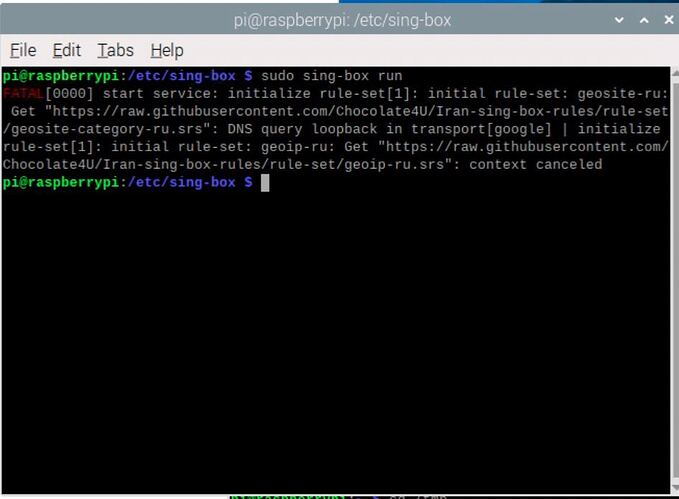 pi@raspberrypi: /etc/sing-box
File Edit Tabs Help
pi@raspberrypi:/etc/sing-box $ sudo sing-box run
FATAL[0000] start service: initialize rule-set[1]: initial rule-set: geosite-ru:
Get "https://raw.githubusercontent.com/Chocolate4U/Iran-sing-box-rules/rule-set
/geosite-category-ru.srs": DNS query loopback in transport[google] | initialize
rule-set[1]: initial rule-set: geoip-ru: Get "https://raw.githubusercontent.com/
Chocolate4U/Iran-sing-box-rules/rule-set/geoip-ru.srs": context canceled
pi@raspberrypi:/etc/sing-box $